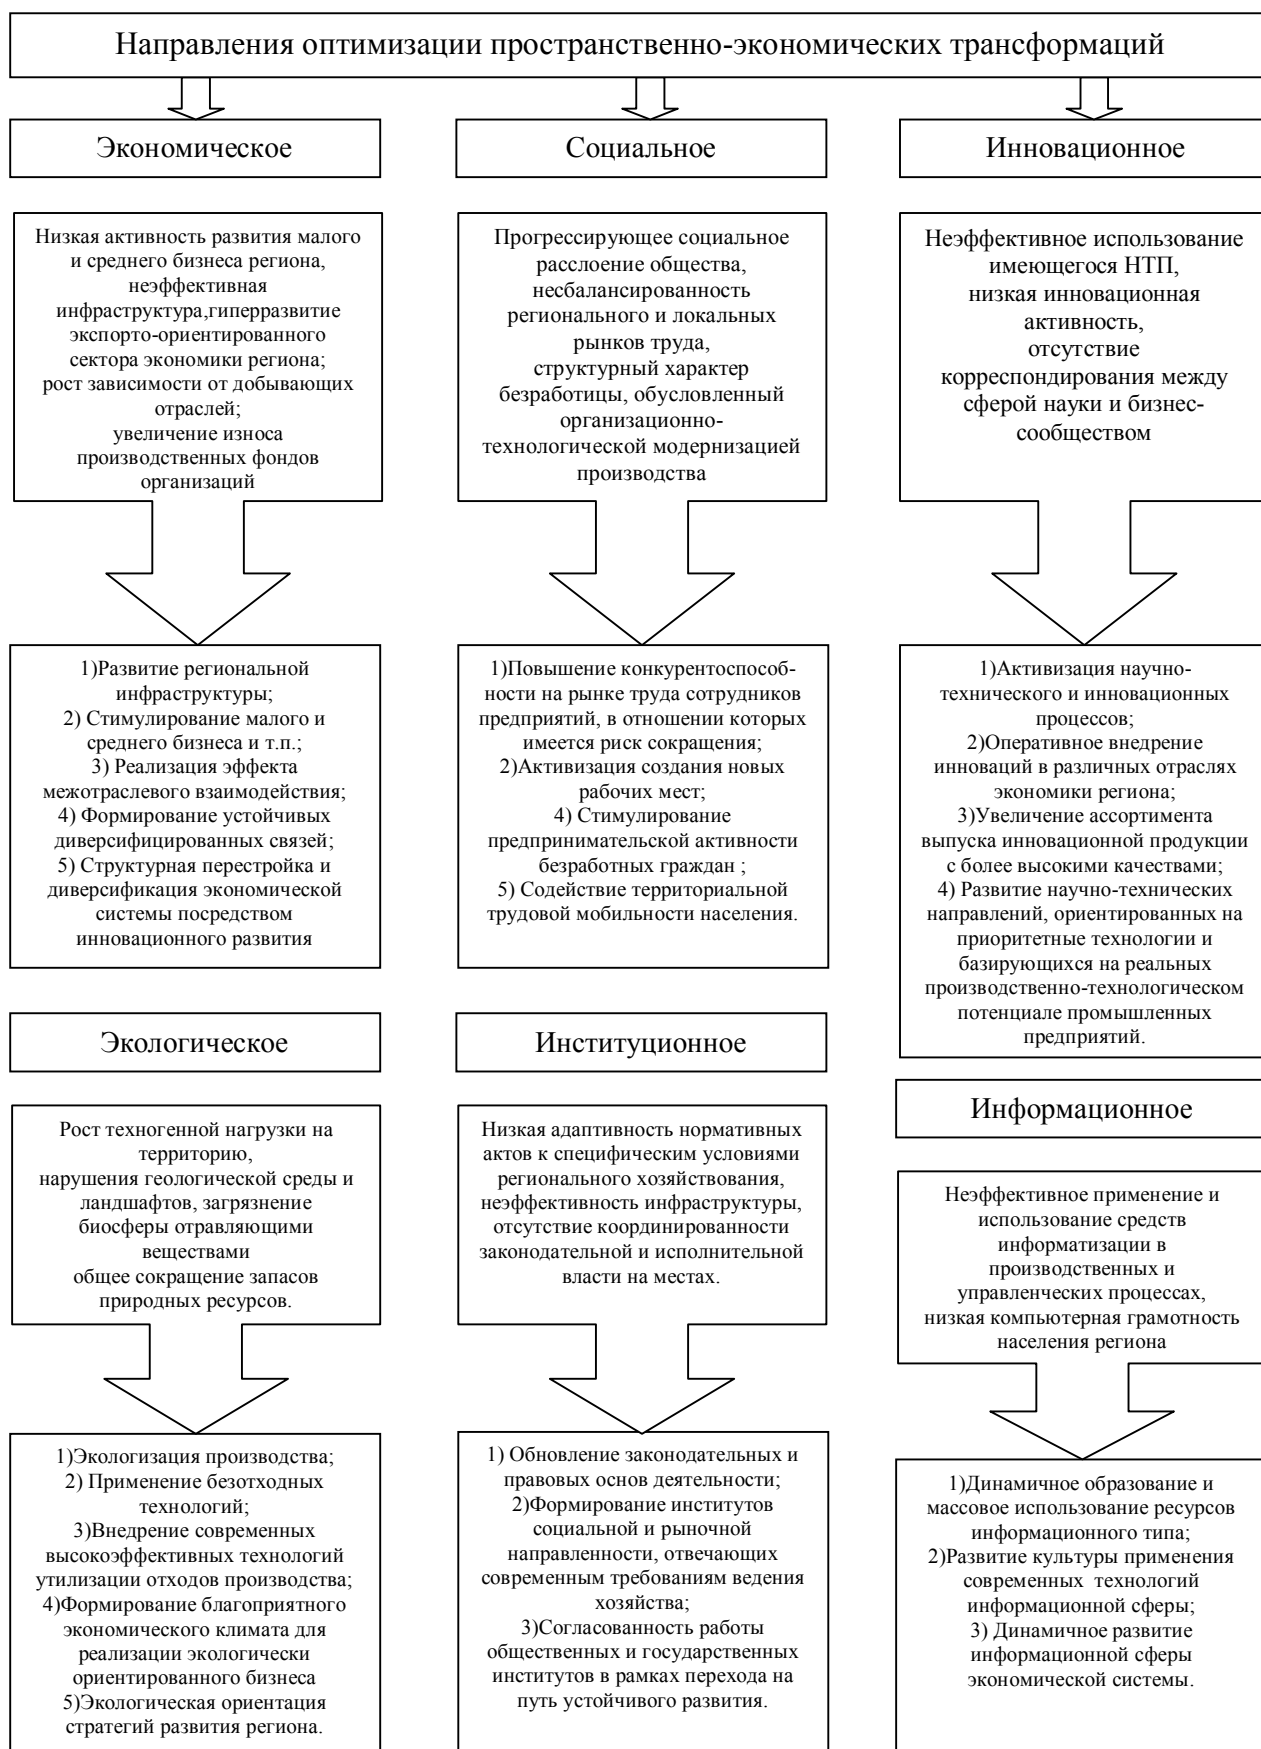 Направления оптимизации пространственно-экономических трансформаций
Экономическое
Социальное
Инновационное
Низкая активность развития малого
и среднего бизнеса региона,
неэффективная
инфраструктура,гиперразвитие
экспорто-ориентированного
сектора экономики региона;
рост зависимости от добывающих
отраслей;
увеличение износа
производственных фондов
организаций
Прогрессирующее социальное
расслоение общества,
несбалансированность
регионального и локальных
рынков труда,
структурный характер
безработицы, обусловленный
организационно-
технологической модернизацией
производства
Неэффективное использование
имеющегося НТП,
низкая инновационная
активность,
отсутствие
корреспондирования между
сферой науки и бизнес-
сообществом
1)Развитие региональной
инфраструктуры;
2) Стимулирование малого и
среднего бизнеса и т.п.;
3) Реализация эффекта
межотраслевого взаимодействия;
4) Формирование устойчивых
диверсифицированных связей;
5) Структурная перестройка и
диверсификация экономической
системы посредством
инновационного развития
1)Повышение конкурентоспособ-
ности на рынке труда сотрудников
предприятий, в отношении которых
имеется риск сокращения;
2)Активизация создания новых
рабочих мест;
4) Стимулирование
предпринимательской активности
безработных граждан ;
5) Содействие территориальной
трудовой мобильности населения.
1)Активизация научно-
технического и инновационных
процессов;
2)Оперативное внедрение
инноваций в различных отраслях
экономики региона;
3)Увеличение ассортимента
выпуска инновационной продукции
с более высокими качествами;
4) Развитие научно-технических
направлений, ориентированных на
приоритетные технологии и
базирующихся на реальных
производственно-технологическом
потенциале промышленных
предприятий.
Экологическое
Институционное
Информационное
Рост техногенной нагрузки на
территорию,
нарушения геологической среды и
ландшафтов, загрязнение
биосферы отравляющими
веществами
общее сокращение запасов
природных ресурсов.
Низкая адаптивность нормативных
актов к специфическим условиями
регионального хозяйствования,
неэффективность инфраструктуры,
отсутствие координированности
законодательной и исполнительной
власти на местах.
Неэффективное применение и
использование средств
информатизации в
производственных и
управленческих процессах,
низкая компьютерная грамотность
населения региона
1)Экологизация производства;
2) Применение безотходных
технологий;
3)Внедрение современных
высокоэффективных технологий
утилизации отходов производства;
4)Формирование благоприятного
экономического климата для
реализации экологически
ориентированного бизнеса
5)Экологическая ориентация
стратегий развития региона.
1) Обновление законодательных и
правовых основ деятельности;
2)Формирование институтов
социальной и рыночной
направленности, отвечающих
современным требованиям ведения
хозяйства;
3)Согласованность работы
общественных и государственных
институтов в рамках перехода на
путь устойчивого развития.
1)Динамичное образование и
массовое использование ресурсов
информационного типа;
2)Развитие культуры применения
современных  технологий
информационной сферы;
3) Динамичное развитие
информационной сферы
экономической системы.